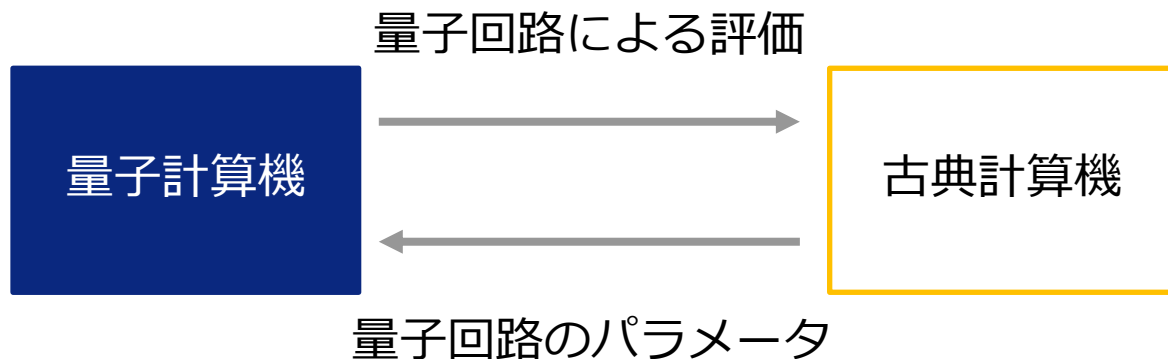 量子回路による評価
量子計算機
古典計算機
量子回路のパラメータ